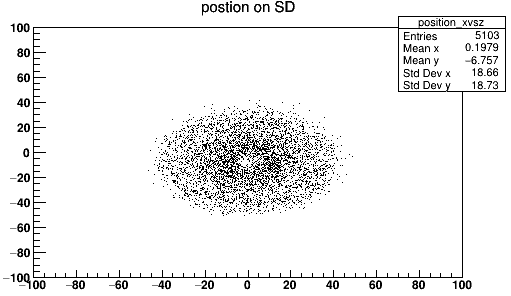 postion on SD
position_xvsz
Entries 5103
Mean x 0.1979
Mean y −6.757
Std Dev x 18.66
Std Dev y 18.73
100
80
60
40
20
0
−20
−40
−60
−80
−100
−100 −80 −60 −40 −20 0 20 40 60 80 100